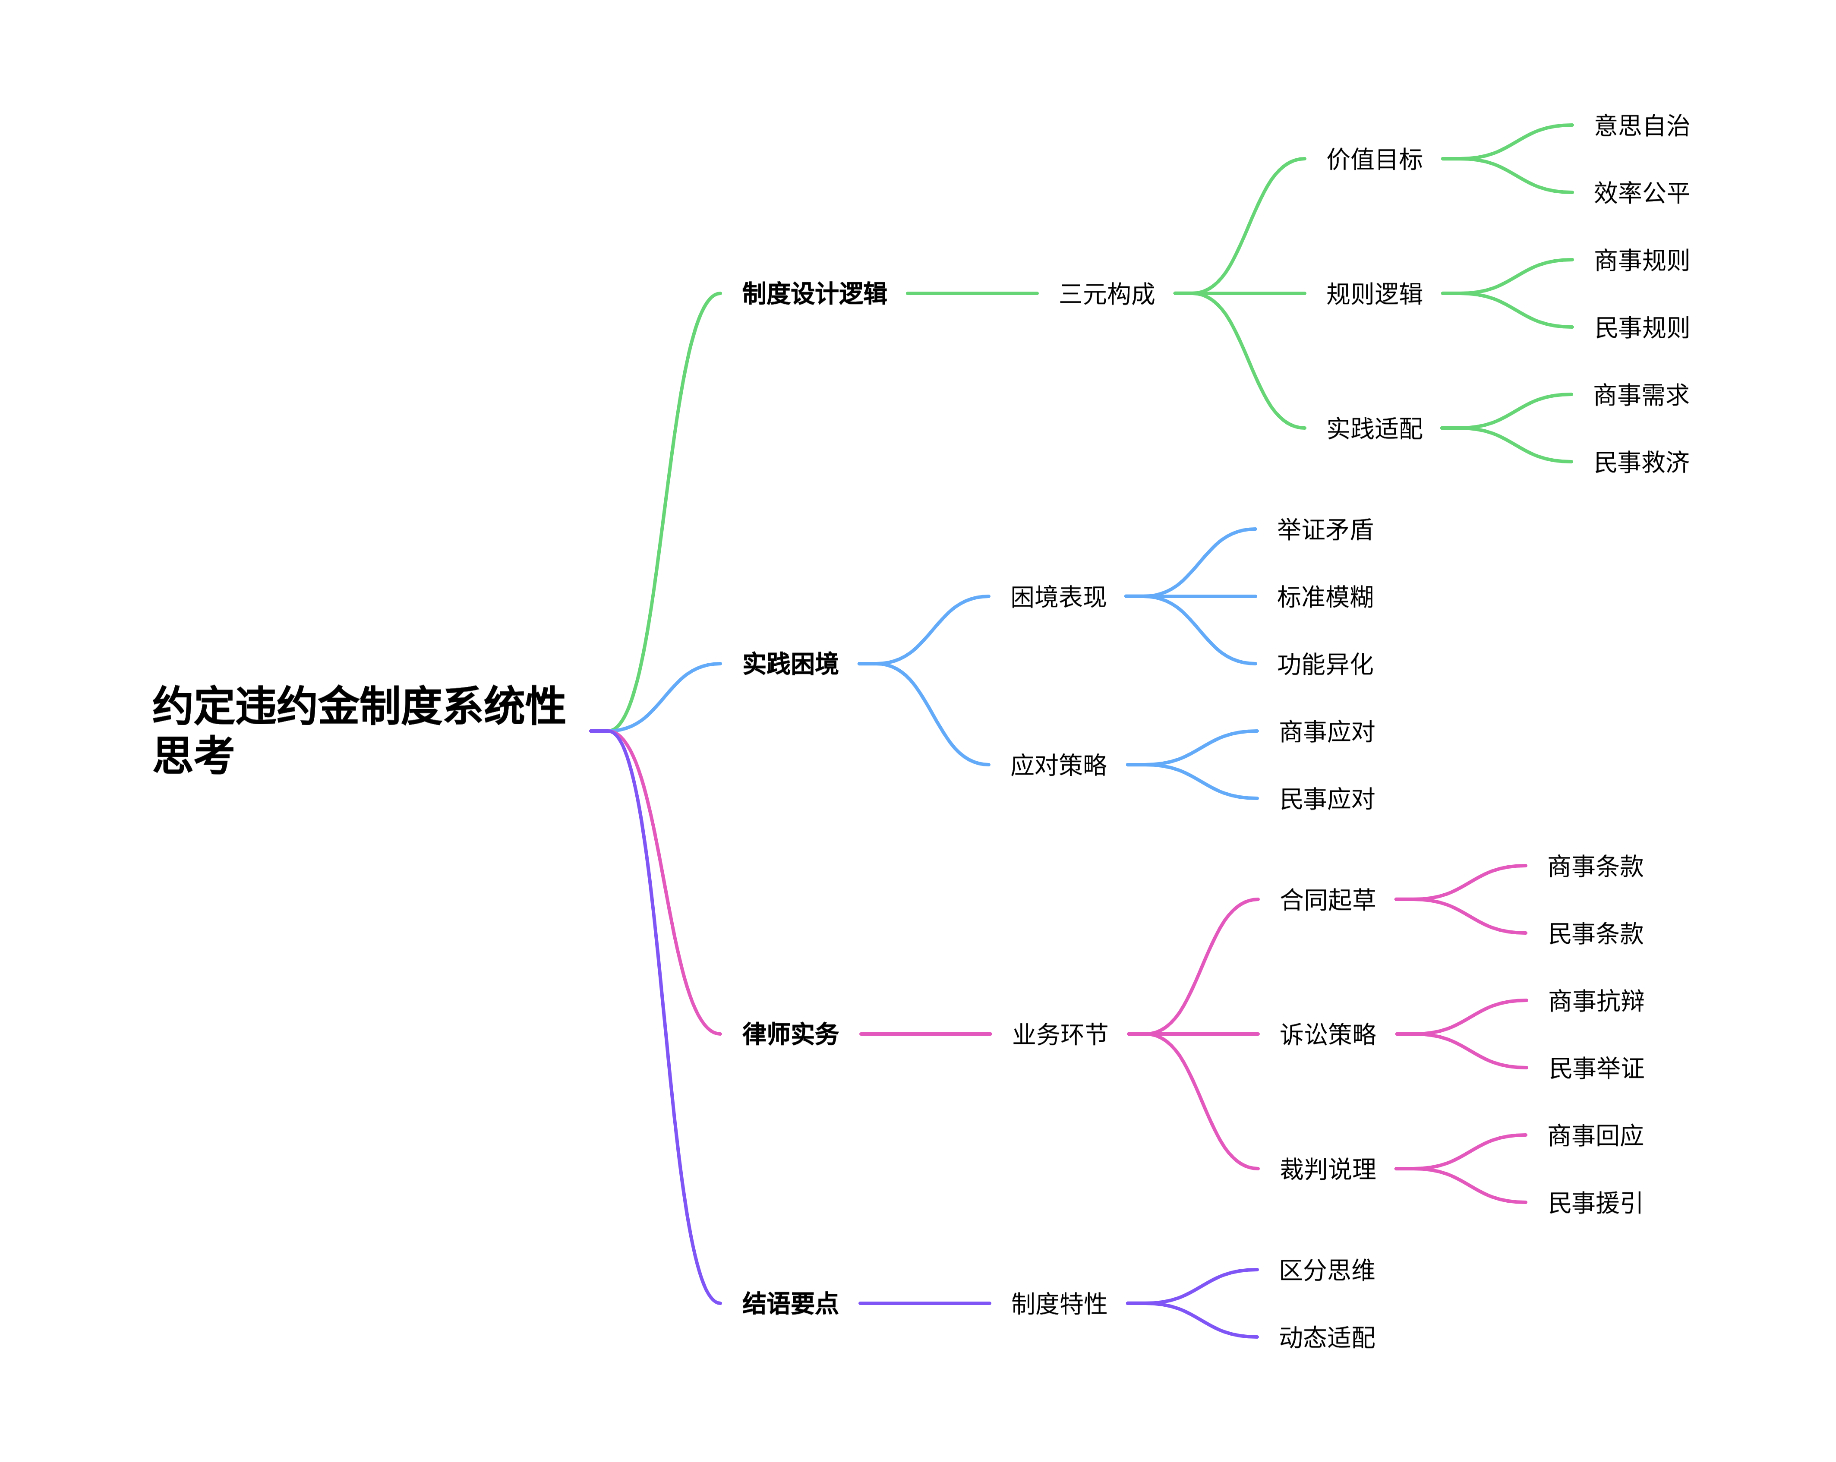 约定违约金制度系统性
思考
制度设计逻辑
三元构成
价值目标
意思自治
效率公平
规则逻辑
商事规则
民事规则
实践适配
商事需求
民事救济
实践困境
困境表现
举证矛盾
标准模糊
功能异化
应对策略
商事应对
民事应对
律师实务
业务环节
合同起草
商事条款
民事条款
诉讼策略
商事抗辩
民事举证
裁判说理
商事回应
民事援引
结语要点
制度特性
区分思维
动态适配